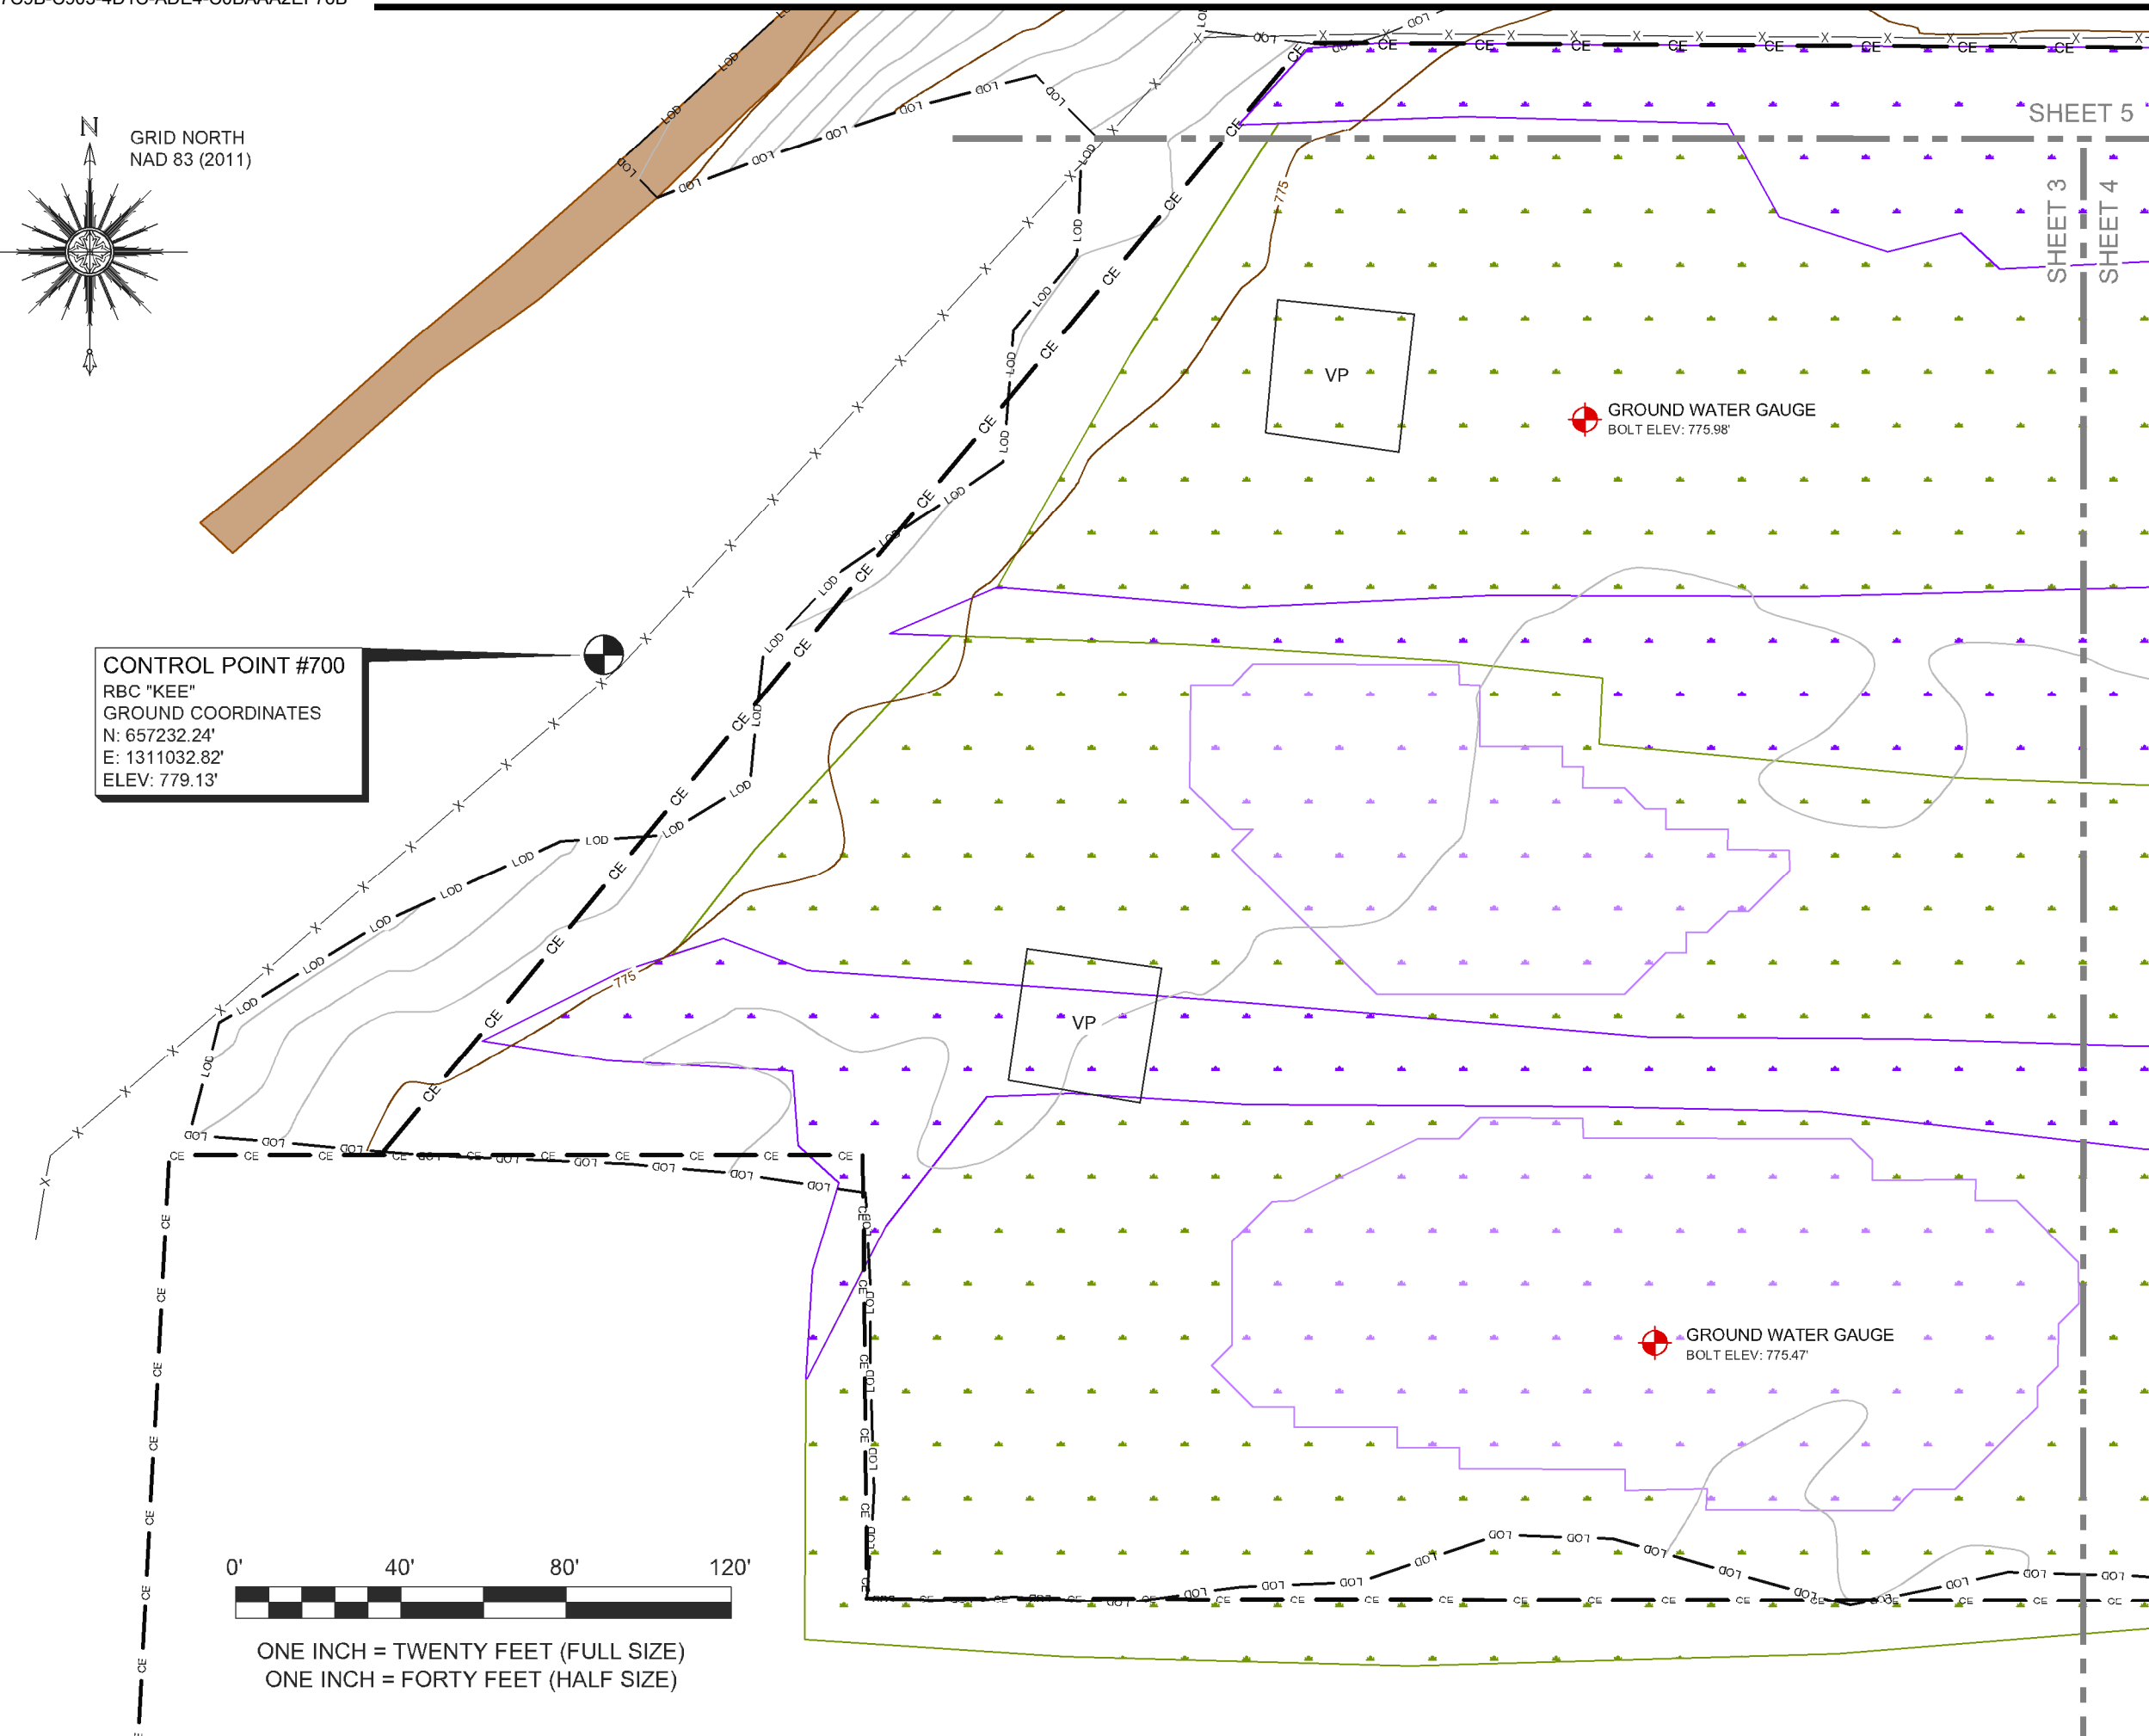 N
GRID NORTH
NAD 83 (2011)
SHEET 5
SHEET 3
SHEET 4
775
VP
GROUND WATER GAUGE
BOLT ELEV: 775.98'
CONTROL POINT #700
RBC "KEE"
GROUND COORDINATES
N: 657232.24'
E: 1311032.82'
ELEV: 779.13'
775
VP
GROUND WATER GAUGE
BOLT ELEV: 775.47'
LOD
CE
X
0' 40' 80' 120'
ONE INCH = TWENTY FEET (FULL SIZE)
ONE INCH = FORTY FEET (HALF SIZE)